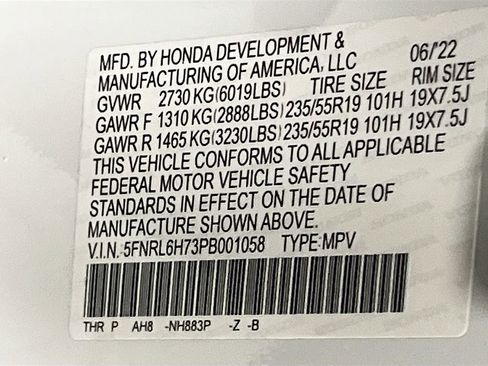 MFD. BY HONDA DEVELOPMENT & 06/'22
MANUFACTURING OF AMERICA, LLC
GVWR 2730 KG(6019LBS) TIRE SIZE RIM SIZE
GAWR F 1310 KG(2888LBS) 235/55R19 101H 19X7.5J
GAWR R 1465 KG(3230LBS) 235/55R19 101H 19X7.5J
THIS VEHICLE CONFORMS TO ALL APPLICABLE
FEDERAL MOTOR VEHICLE SAFETY
STANDARDS IN EFFECT ON THE DATE OF
MANUFACTURE SHOWN ABOVE.
V.I.N. 5FNRL6H73PB001058 TYPE:MPV
THR P AH8 -NH883P -Z -B